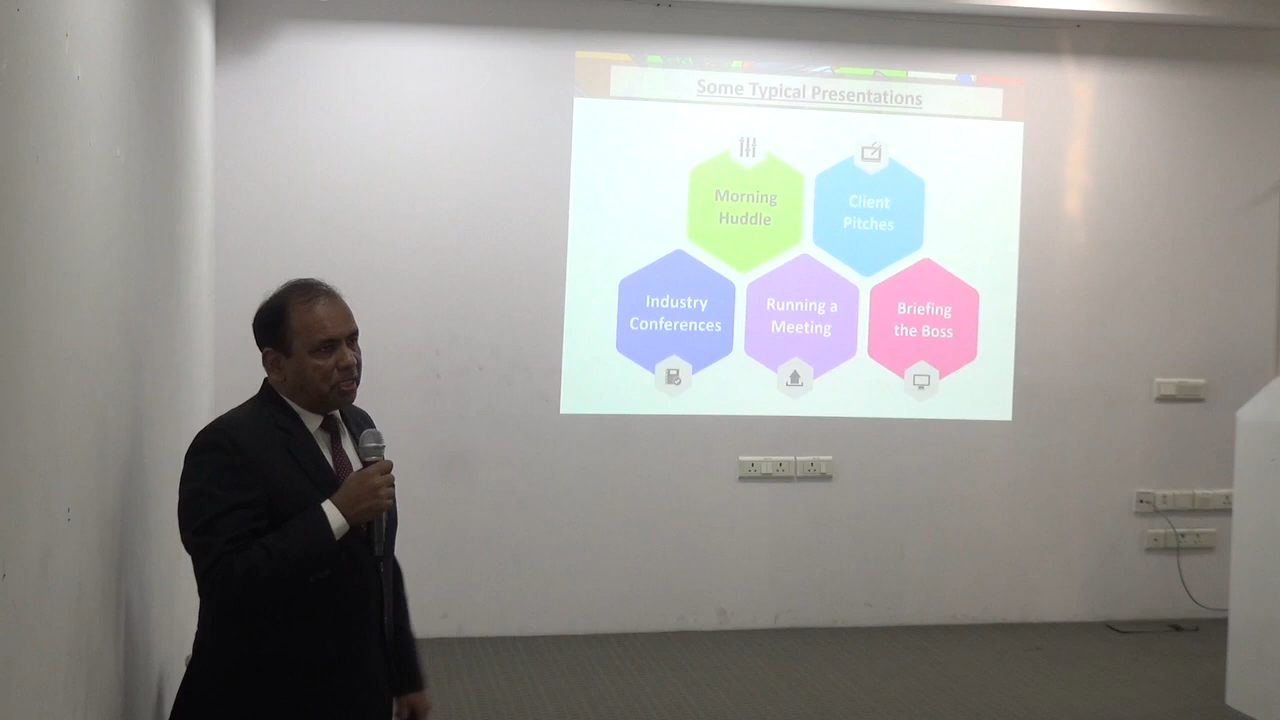 Some Typical Presentations
Morning
Huddle
Client
Pitches
Industry
Conferences
Running a
Meeting
Briefing
the Boss